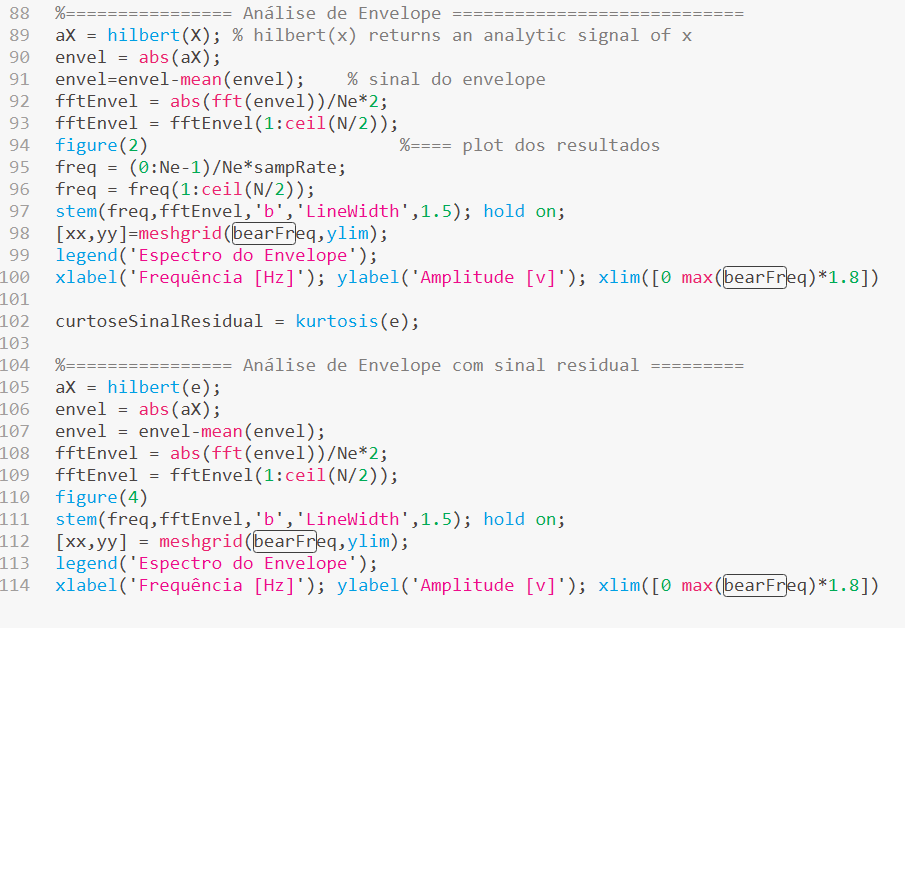 88 %================ Análise de Envelope ============================
89 aX = hilbert(X); % hilbert(x) returns an analytic signal of x
90 envel = abs(aX);
91 envel=envel-mean(envel);    % sinal do envelope
92 fftEnvel = abs(fft(envel))/Ne*2;
93 fftEnvel = fftEnvel(1:ceil(N/2));
94 figure(2)                        %==== plot dos resultados
95 freq = (0:Ne-1)/Ne*sampRate;
96 freq = freq(1:ceil(N/2));
97 stem(freq,fftEnvel,'b','LineWidth',1.5); hold on;
98 [xx,yy]=meshgrid(bearFreq,ylim);
99 legend('Espectro do Envelope');
100 xlabel('Frequência [Hz]'); ylabel('Amplitude [v]'); xlim([0 max(bearFreq)*1.8])
101
102 curtoseSinalResidual = kurtosis(e);
103
104 %================ Análise de Envelope com sinal residual =========
105 aX = hilbert(e);
106 envel = abs(aX);
107 envel = envel-mean(envel);
108 fftEnvel = abs(fft(envel))/Ne*2;
109 fftEnvel = fftEnvel(1:ceil(N/2));
110 figure(4)
111 stem(freq,fftEnvel,'b','LineWidth',1.5); hold on;
112 [xx,yy] = meshgrid(bearFreq,ylim);
113 legend('Espectro do Envelope');
114 xlabel('Frequência [Hz]'); ylabel('Amplitude [v]'); xlim([0 max(bearFreq)*1.8])